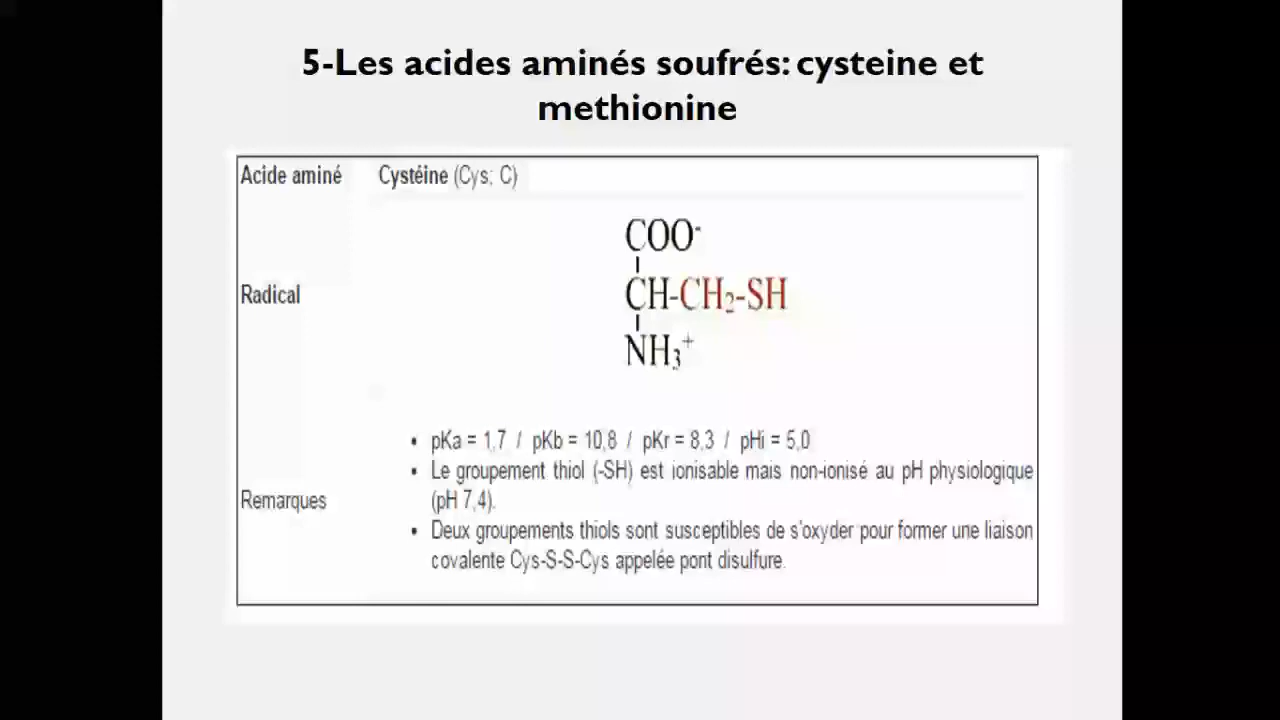 5-Les acides aminés soufrés: cysteine et
methionine
Acide aminé Cystéine (Cys; C)
COO-
Radical CH-CH2-SH
NH3+
• pKa = 1,7 / pKb = 10,8 / pKr = 8,3 / pHi = 5,0
• Le groupement thiol (-SH) est ionisable mais non-ionisé au pH physiologique
Remarques (pH 7,4).
• Deux groupements thiols sont susceptibles de s'oxyder pour former une liaison
covalente Cys-S-S-Cys appelée pont disulfure.